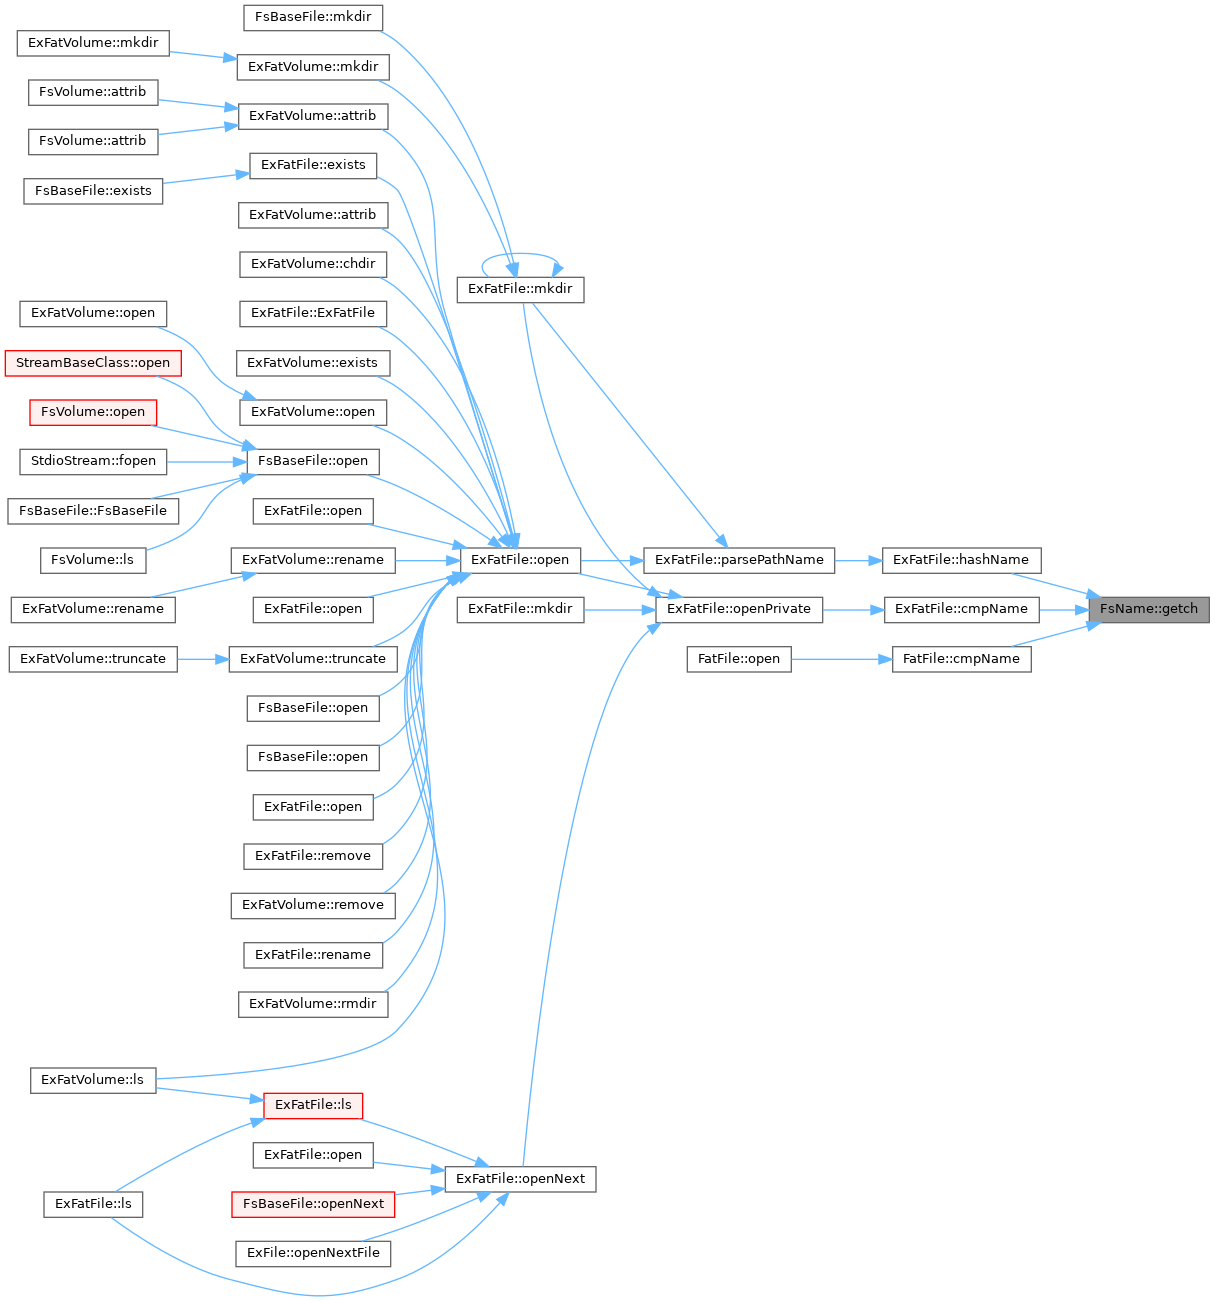 FsBaseFile::mkdir
ExFatVolume::mkdir
ExFatVolume::mkdir
FsVolume::attrib
ExFatVolume::attrib
FsVolume::attrib
ExFatFile::exists
FsBaseFile::exists
ExFatVolume::attrib
ExFatVolume::chdir
ExFatFile::mkdir
ExFatVolume::open
ExFatFile::ExFatFile
StreamBaseClass::open
ExFatVolume::exists
FsVolume::open
ExFatVolume::open
StdioStream::fopen
FsBaseFile::open
FsBaseFile::FsBaseFile
ExFatFile::open
FsVolume::ls
ExFatVolume::rename
ExFatFile::open
ExFatFile::parsePathName
ExFatFile::hashName
ExFatVolume::rename
ExFatFile::open
ExFatFile::mkdir
ExFatFile::openPrivate
ExFatFile::cmpName
FsName::getch
ExFatVolume::truncate
ExFatVolume::truncate
FatFile::open
FatFile::cmpName
FsBaseFile::open
FsBaseFile::open
ExFatFile::open
ExFatFile::remove
ExFatVolume::remove
ExFatFile::rename
ExFatVolume::rmdir
ExFatVolume::ls
ExFatFile::ls
ExFatFile::open
ExFatFile::openNext
ExFatFile::ls
FsBaseFile::openNext
ExFile::openNextFile